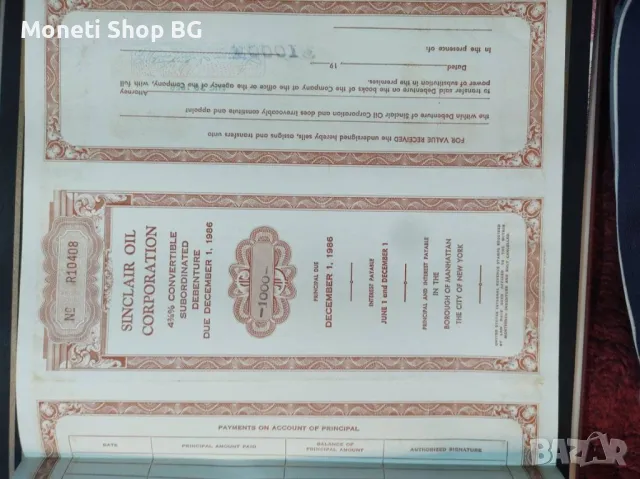 Moneti Shop BG
In the presence of:
Dated 19
power of substitution in the premises.
to transfer said Debenture on the books of the Company at the office or the agency of the Company, with full
Attorney
the within Debenture of Sinclair Oil Corporation and does irrevocably constitute and appoint
FOR VALUE RECEIVED the undersigned hereby sells, assigns and transfers unto
No R10408
SINCLAIR OIL
CORPORATION
4⅜% CONVERTIBLE
SUBORDINATED
DEBENTURE
DUE DECEMBER 1, 1986
1000
PRINCIPAL DUE
DECEMBER 1, 1986
INTEREST PAYABLE
JUNE 1 and DECEMBER 1
PRINCIPAL AND INTEREST PAYABLE
IN THE
BOROUGH OF MANHATTAN
THE CITY OF NEW YORK
PAYMENTS ON ACCOUNT OF PRINCIPAL
DATE
PRINCIPAL AMOUNT PAID
BALANCE OF
PRINCIPAL AMOUNT
AUTHORIZED SIGNATURE
BAZAR